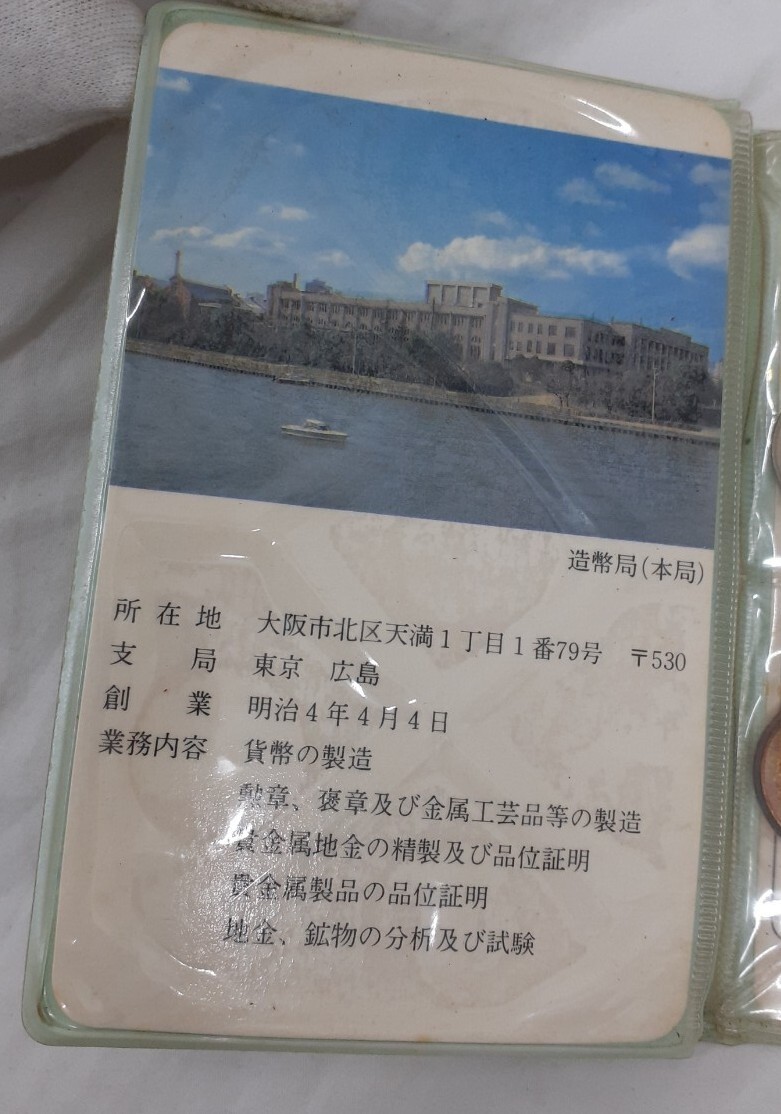 造幣局(本局)
所在地 大阪市北区天満1丁目1番79号 〒530
支局 東京 広島
創業 明治4年4月4日
業務内容 貨幣の製造
勲章、褒章及び金属工芸品等の製造
貴金属地金の精製及び品位証明
貴金属製品の品位証明
地金、鉱物の分析及び試験